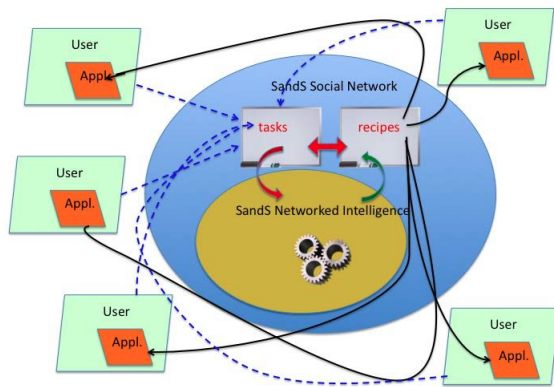 User
Appl.
User
Appl.
SandS Social Network
tasks
recipes
User
Appl.
SandS Networked Intelligence
User
Appl.
User
Appl.